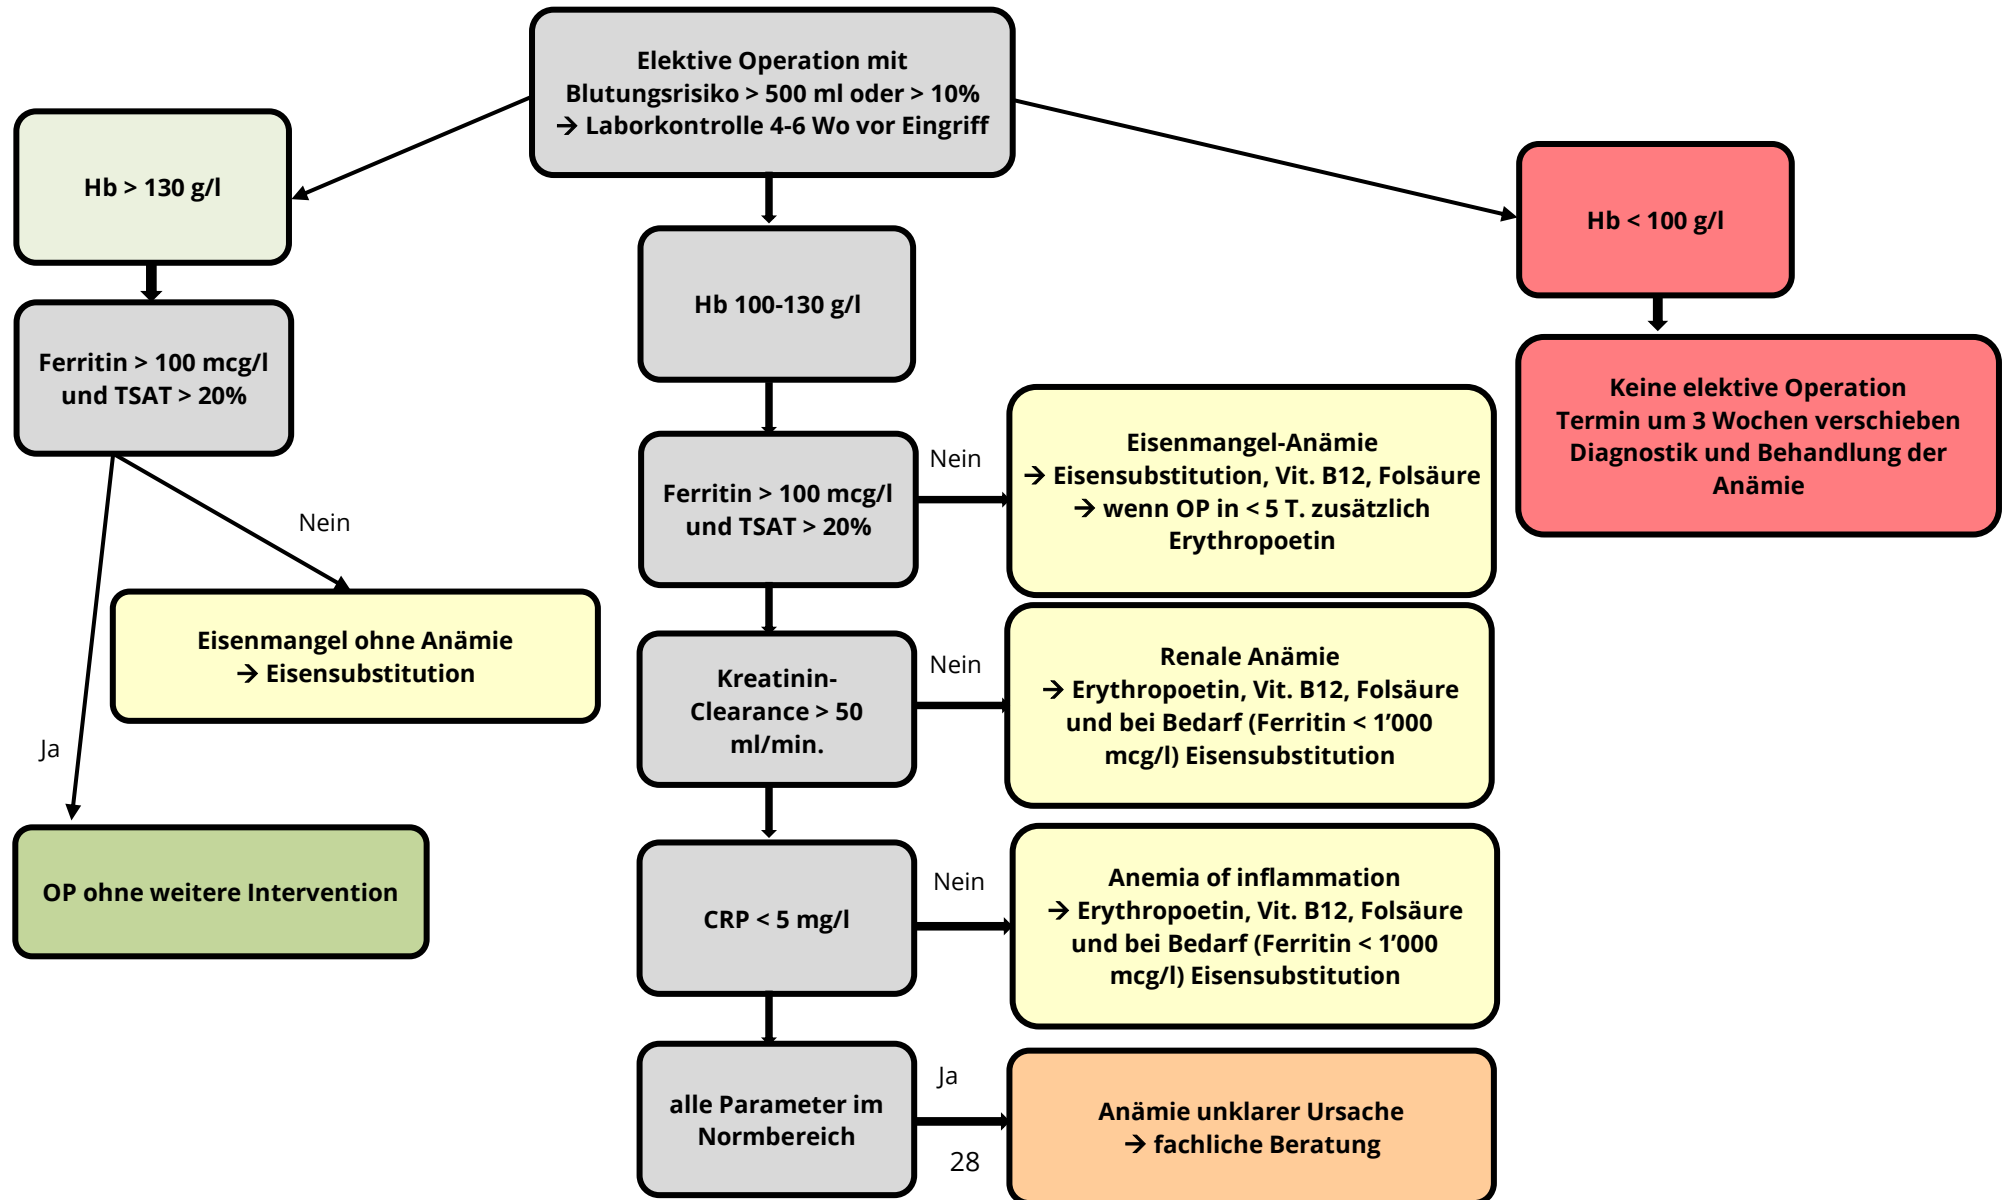 Elektive Operation mit
Blutungsrisiko > 500 ml oder > 10%
→ Laborkontrolle 4-6 Wo vor Eingriff
Hb > 130 g/l
Ferritin > 100 mcg/l
und TSAT > 20%
Nein
Eisenmangel ohne Anämie
→ Eisensubstitution
Ja
OP ohne weitere Intervention
Hb 100-130 g/l
Ferritin > 100 mcg/l
und TSAT > 20%
Nein
Eisenmangel-Anämie
→ Eisensubstitution, Vit. B12, Folsäure
→ wenn OP in < 5 T. zusätzlich
Erythropoetin
Kreatinin-
Clearance > 50
ml/min.
Nein
Renale Anämie
→ Erythropoetin, Vit. B12, Folsäure
und bei Bedarf (Ferritin < 1’000
mcg/l) Eisensubstitution
CRP < 5 mg/l
Nein
Anemia of inflammation
→ Erythropoetin, Vit. B12, Folsäure
und bei Bedarf (Ferritin < 1’000
mcg/l) Eisensubstitution
alle Parameter im
Normbereich
Ja
Anämie unklarer Ursache
→ fachliche Beratung
Hb < 100 g/l
Keine elektive Operation
Termin um 3 Wochen verschieben
Diagnostik und Behandlung der
Anämie
28